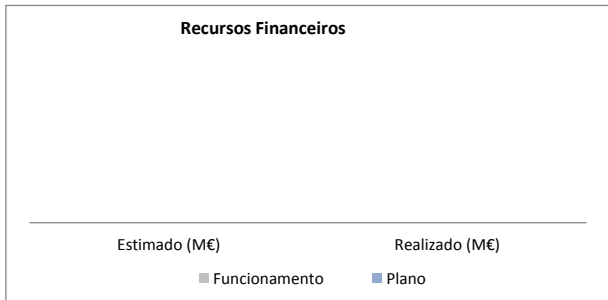 Recursos Financeiros
Estimado (M€) Realizado (M€)
Funcionamento Plano